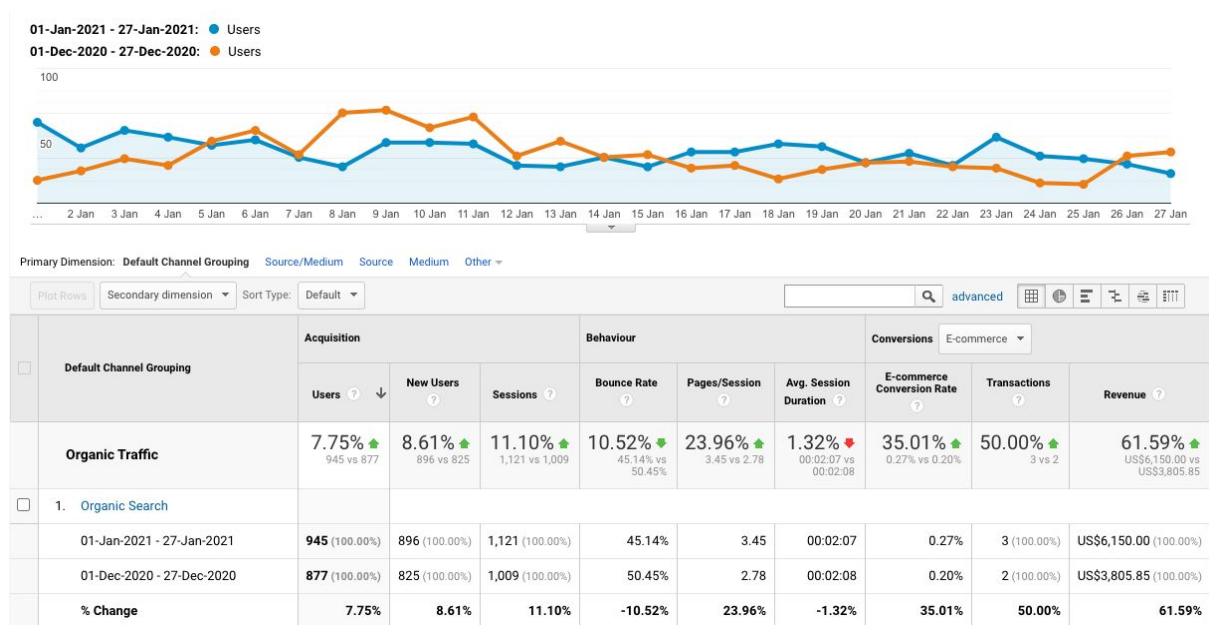 01-Jan-2021 - 27-Jan-2021: Users
01-Dec-2020 - 27-Dec-2020: Users
100
50
... 2 Jan 3 Jan 4 Jan 5 Jan 6 Jan 7 Jan 8 Jan 9 Jan 10 Jan 11 Jan 12 Jan 13 Jan 14 Jan 15 Jan 16 Jan 17 Jan 18 Jan 19 Jan 20 Jan 21 Jan 22 Jan 23 Jan 24 Jan 25 Jan 26 Jan 27 Jan
Primary Dimension: Default Channel Grouping Source/Medium Source Medium Other
Plot Rows Secondary dimension Sort Type: Default advanced
Default Channel Grouping
Acquisition Behaviour Conversions E-commerce
Users ? New Users ? Sessions ? Bounce Rate ? Pages/Session ? Avg. Session Duration ? E-commerce Conversion Rate ? Transactions ? Revenue ?
Organic Traffic
7.75% 8.61% 11.10% 10.52% 23.96% 1.32% 35.01% 50.00% 61.59%
945 vs 877 896 vs 825 1,121 vs 1,009 45.14% vs 50.45% 3.45 vs 2.78 00:02:07 vs 00:02:08 0.27% vs 0.20% 3 vs 2 US$6,150.00 vs US$3,805.85
1. Organic Search
01-Jan-2021 - 27-Jan-2021 945 (100.00%) 896 (100.00%) 1,121 (100.00%) 45.14% 3.45 00:02:07 0.27% 3 (100.00%) US$6,150.00 (100.00%)
01-Dec-2020 - 27-Dec-2020 877 (100.00%) 825 (100.00%) 1,009 (100.00%) 50.45% 2.78 00:02:08 0.20% 2 (100.00%) US$3,805.85 (100.00%)
% Change 7.75% 8.61% 11.10% -10.52% 23.96% -1.32% 35.01% 50.00% 61.59%